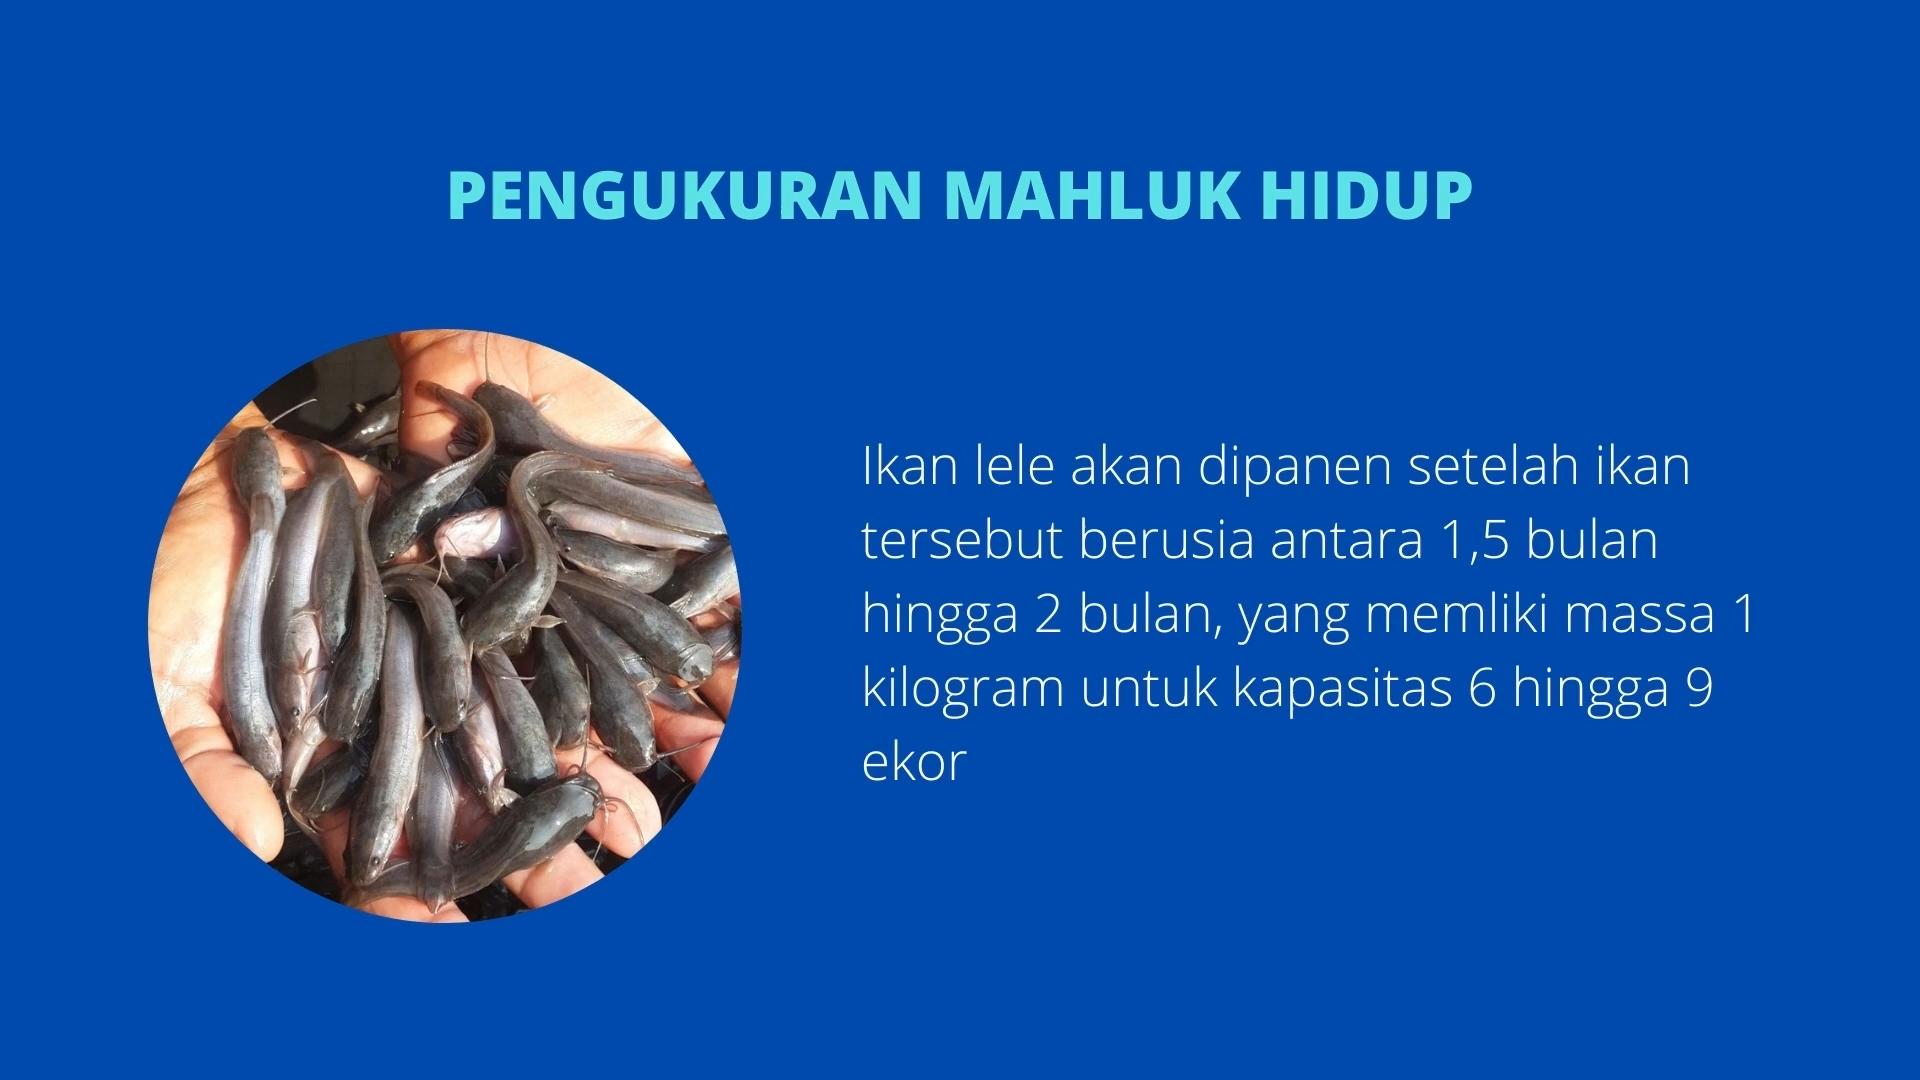 PENGUKURAN MAHLUK HIDUP
Ikan lele akan dipanen setelah ikan
tersebut berusia antara 1,5 bulan
hingga 2 bulan, yang memliki massa 1
kilogram untuk kapasitas 6 hingga 9
ekor